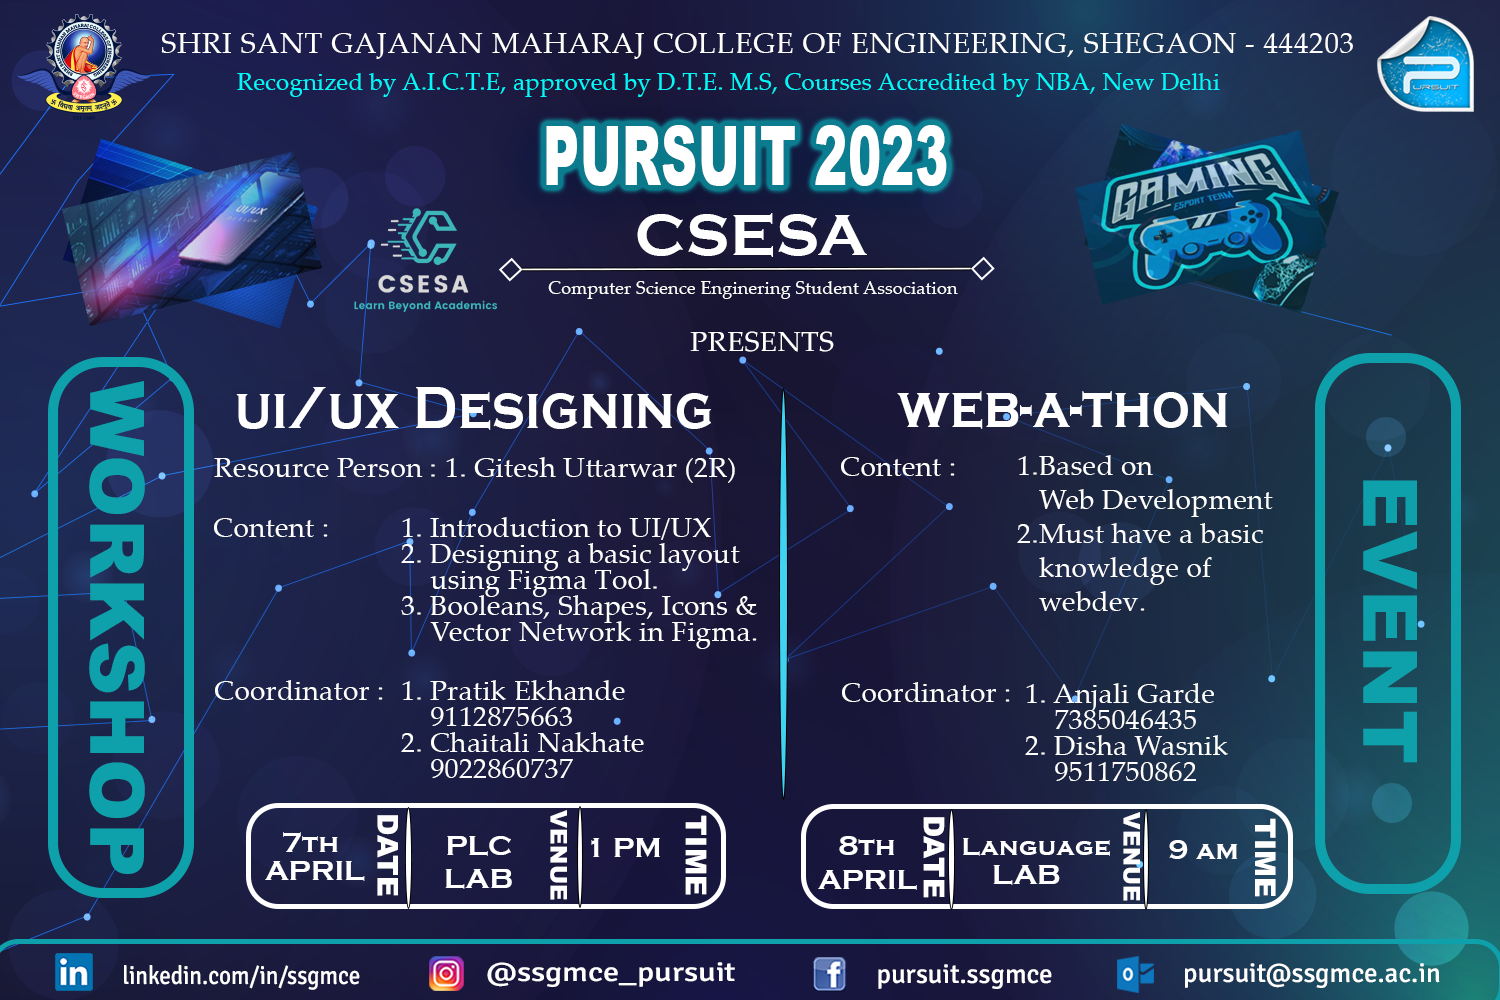 SHRI SANT GAJANAN MAHARAJ COLLEGE OF ENGINEERING, SHEGAON - 444203
Recognized by A.I.C.T.E, approved by D.T.E. M.S, Courses Accredited by NBA, New Delhi
PURSUIT
PURSUIT 2023
UI/UX
GAMING
ESPORT TEAM
CSESA
CSESA
Learn Beyond Academics
Computer Science Enginering Student Association
PRESENTS
WORKSHOP
UI/UX DESIGNING
Resource Person : 1. Gitesh Uttarwar (2R)
Content : 1. Introduction to UI/UX
2. Designing a basic layout
using Figma Tool.
3. Booleans, Shapes, Icons &
Vector Network in Figma.
Coordinator : 1. Pratik Ekhande
9112875663
2. Chaitali Nakhate
9022860737
7TH
APRIL
DATE
PLC
LAB
VENUE
1 PM
TIME
WEB-A-THON
Content : 1.Based on
Web Development
2.Must have a basic
knowledge of
webdev.
Coordinator : 1. Anjali Garde
7385046435
2. Disha Wasnik
9511750862
8TH
APRIL
DATE
LANGUAGE
LAB
VENUE
9 AM
TIME
EVENT
linkedin.com/in/ssgmce
@ssgmce_pursuit
pursuit.ssgmce
pursuit@ssgmce.ac.in